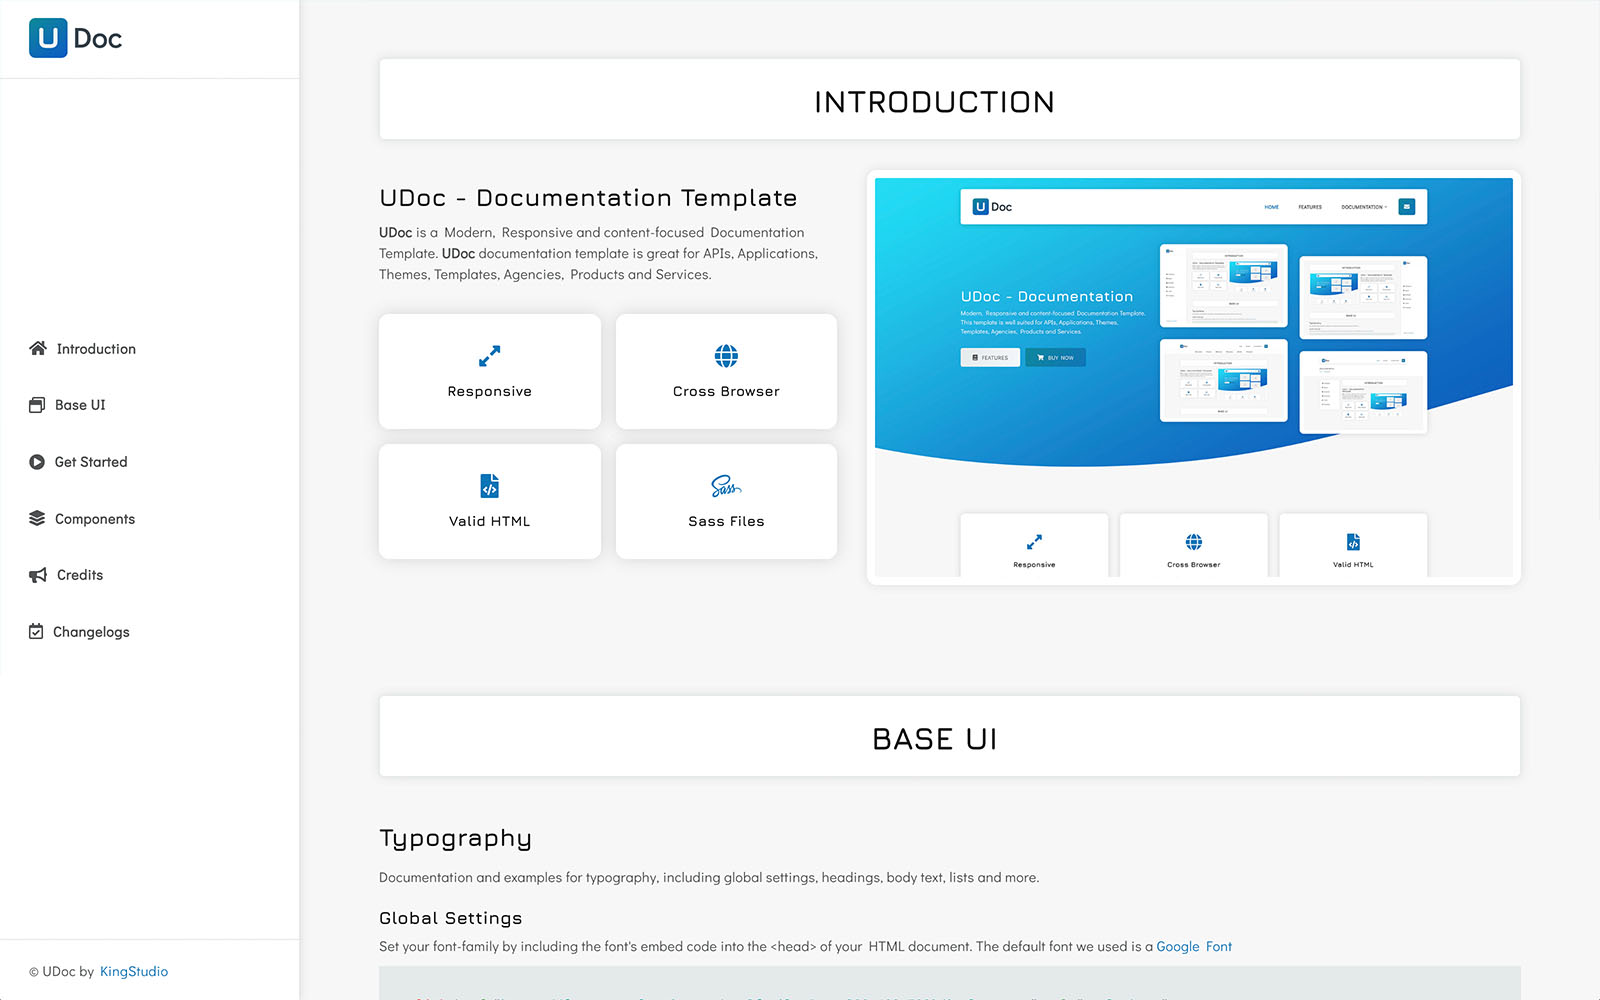 U Doc
Introduction
Base UI
Get Started
Components
Credits
Changelogs
© UDoc by KingStudio
INTRODUCTION
UDoc - Documentation Template
UDoc is a Modern, Responsive and content-focused Documentation
Template. UDoc documentation template is great for APIs, Applications,
Themes, Templates, Agencies, Products and Services.
Responsive
Cross Browser
Valid HTML
Sass
Sass Files
U Doc
HOME
FEATURES
DOCUMENTATION
UDoc - Documentation
Modern, Responsive and content-focused Documentation Template.
This template is well suited for APIs, Applications, Themes,
Templates, Agencies, Products and Services.
FEATURES
BUY NOW
INTRODUCTION
BASE UI
Responsive
Cross Browser
Valid HTML
BASE UI
Typography
Documentation and examples for typography, including global settings, headings, body text, lists and more.
Global Settings
Set your font-family by including the font's embed code into the <head> of your HTML document. The default font we used is a Google Font